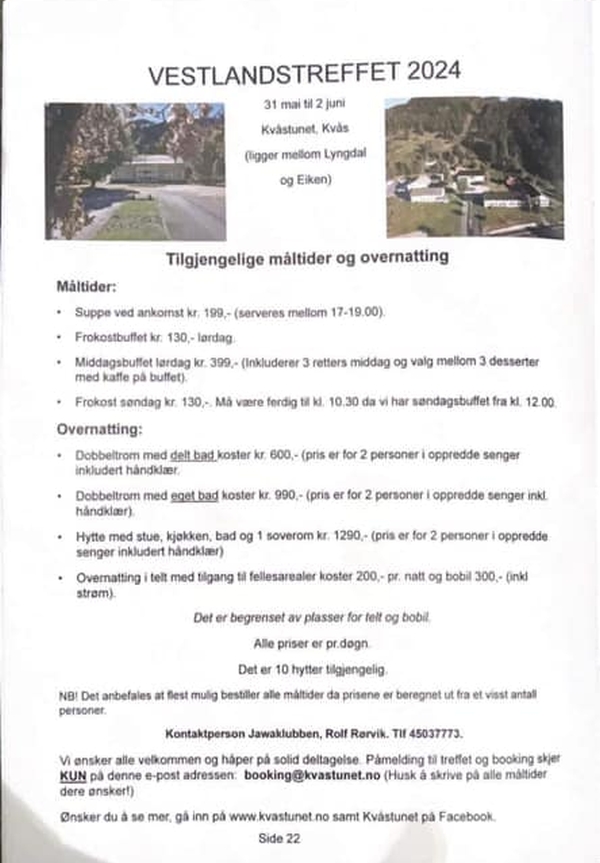 VESTLANDSTREFFET 2024
31 mai til 2 juni
Kvåstunet, Kvås
(ligger mellom Lyngdal
og Eiken)
Tilgjengelige måltider og overnatting
Måltider:
• Suppe ved ankomst kr. 199,- (serveres mellom 17-19.00).
• Frokostbuffet kr. 130,- lørdag.
• Middagsbuffet lørdag kr. 399,- (Inkluderer 3 retters middag og valg mellom 3 desserter
med kaffe på buffet).
• Frokost søndag kr. 130,-. Må være ferdig til kl. 10.30 da vi har søndagsbuffet fra kl. 12.00.
Overnatting:
• Dobbeltrom med delt bad koster kr. 600,- (pris er for 2 personer i oppredde senger
inkludert håndklær.
• Dobbeltrom med eget bad koster kr. 990,- (pris er for 2 personer i oppredde senger inkl.
håndklær).
• Hytte med stue, kjøkken, bad og 1 soverom kr. 1290,- (pris er for 2 personer i oppredde
senger inkludert håndklær)
• Overnatting i telt med tilgang til fellesarealer koster 200,- pr. natt og bobil 300,- (inkl
strøm).
Det er begrenset av plasser for telt og bobil.
Alle priser er pr.døgn.
Det er 10 hytter tilgjengelig.
NB! Det anbefales at flest mulig bestiller alle måltider da prisene er beregnet ut fra et visst antall
personer.
Kontaktperson Jawaklubben, Rolf Rørvik. Tlf 45037773.
Vi ønsker alle velkommen og håper på solid deltagelse. Påmelding til treffet og booking skjer
KUN på denne e-post adressen: booking@kvastunet.no (Husk å skrive på alle måltider
dere ønsker!)
Ønsker du å se mer, gå inn på www.kvastunet.no samt Kvåstunet på Facebook.
Side 22